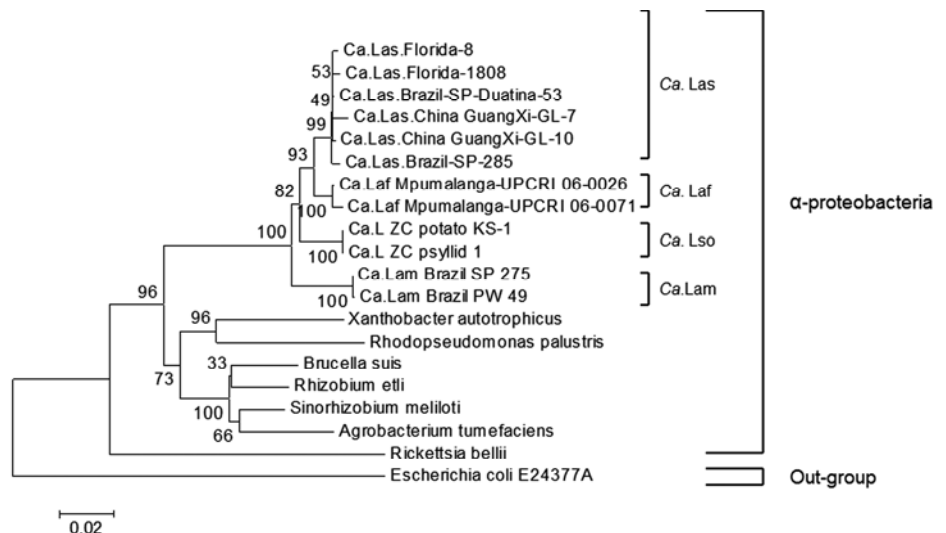 Ca.Las.Florida-8
53
Ca.Las.Florida-1808
49
Ca.Las.Brazil-SP-Duatina-53
Ca. Las
99
Ca.Las.China GuangXi-GL-7
Ca.Las.China GuangXi-GL-10
93
Ca.Las.Brazil-SP-285
82
Ca.Laf Mpumalanga-UPCRI 06-0026
Ca. Laf
100
Ca.Laf Mpumalanga-UPCRI 06-0071
α-proteobacteria
100
Ca.L ZC potato KS-1
Ca. Lso
100
Ca.L ZC psyllid 1
Ca.Lam Brazil SP 275
Ca.Lam
100
Ca.Lam Brazil PW 49
96
96
Xanthobacter autotrophicus
Rhodopseudomonas palustris
73
33
Brucella suis
Rhizobium etli
100
Sinorhizobium meliloti
66
Agrobacterium tumefaciens
Rickettsia bellii
Escherichia coli E24377A
Out-group
0.02